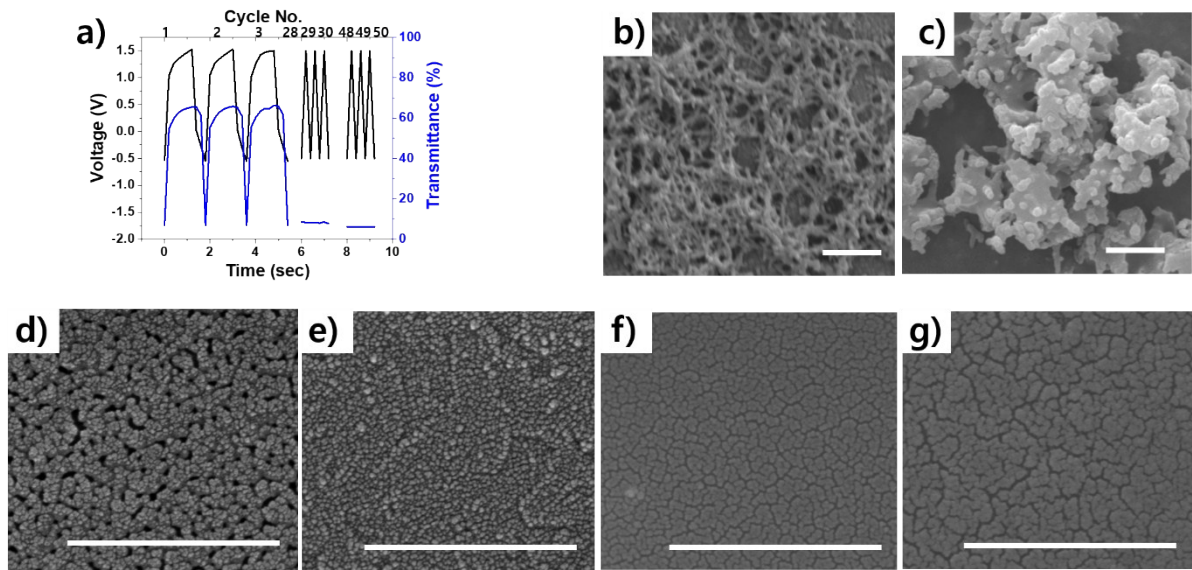 a)
Cycle No.
1 2 3 28 29 30 48 49 50
Voltage (V)
1.5
1.0
0.5
0.0
-0.5
-1.0
-1.5
-2.0
100
80
60
40
20
0
Transmittance (%)
0 2 4 6 8 10
Time (sec)
b)
c)
d)
e)
f)
g)